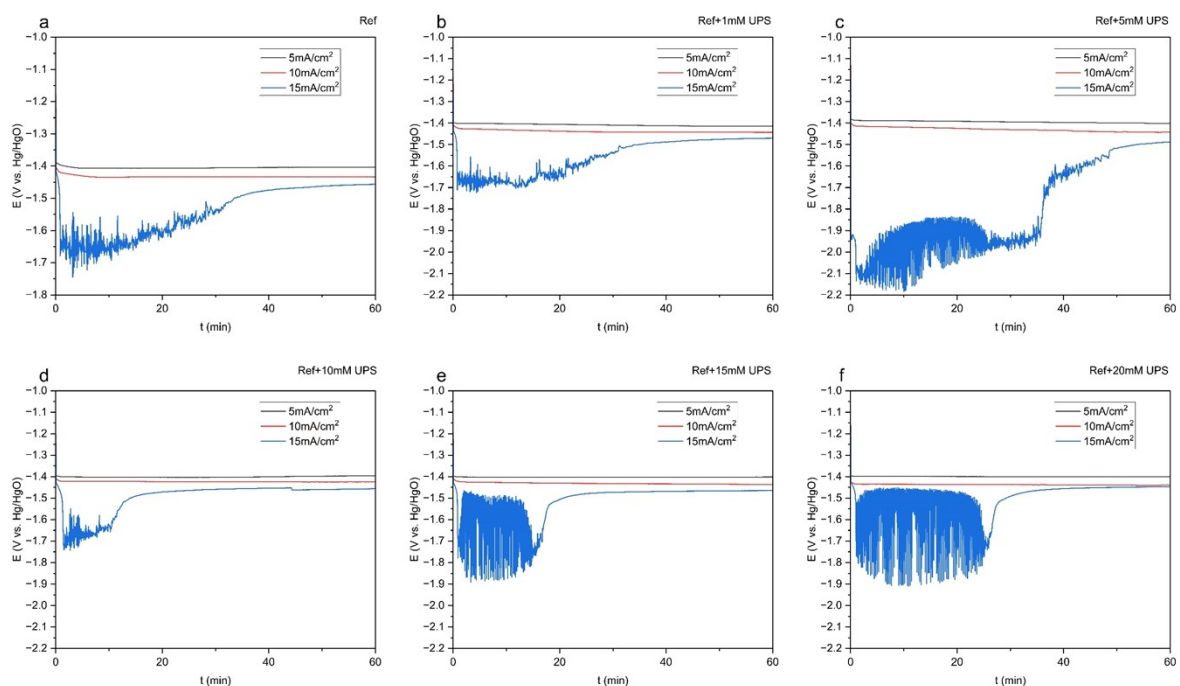 a
Ref
−1.0
−1.1
−1.2
−1.3
−1.4
−1.5
−1.6
−1.7
−1.8
E (V vs. Hg/HgO)
5mA/cm²
10mA/cm²
15mA/cm²
0 20 40 60
t (min)
b
Ref+1mM UPS
−1.0
−1.1
−1.2
−1.3
−1.4
−1.5
−1.6
−1.7
−1.8
−1.9
−2.0
−2.1
−2.2
E (V vs. Hg/HgO)
5mA/cm²
10mA/cm²
15mA/cm²
0 20 40 60
t (min)
c
Ref+5mM UPS
−1.0
−1.1
−1.2
−1.3
−1.4
−1.5
−1.6
−1.7
−1.8
−1.9
−2.0
−2.1
−2.2
E (V vs. Hg/HgO)
5mA/cm²
10mA/cm²
15mA/cm²
0 20 40 60
t (min)
d
Ref+10mM UPS
−1.0
−1.1
−1.2
−1.3
−1.4
−1.5
−1.6
−1.7
−1.8
−1.9
−2.0
−2.1
−2.2
E (V vs. Hg/HgO)
5mA/cm²
10mA/cm²
15mA/cm²
0 20 40 60
t (min)
e
Ref+15mM UPS
−1.0
−1.1
−1.2
−1.3
−1.4
−1.5
−1.6
−1.7
−1.8
−1.9
−2.0
−2.1
−2.2
E (V vs. Hg/HgO)
5mA/cm²
10mA/cm²
15mA/cm²
0 20 40 60
t (min)
f
Ref+20mM UPS
−1.0
−1.1
−1.2
−1.3
−1.4
−1.5
−1.6
−1.7
−1.8
−1.9
−2.0
−2.1
−2.2
E (V vs. Hg/HgO)
5mA/cm²
10mA/cm²
15mA/cm²
0 20 40 60
t (min)